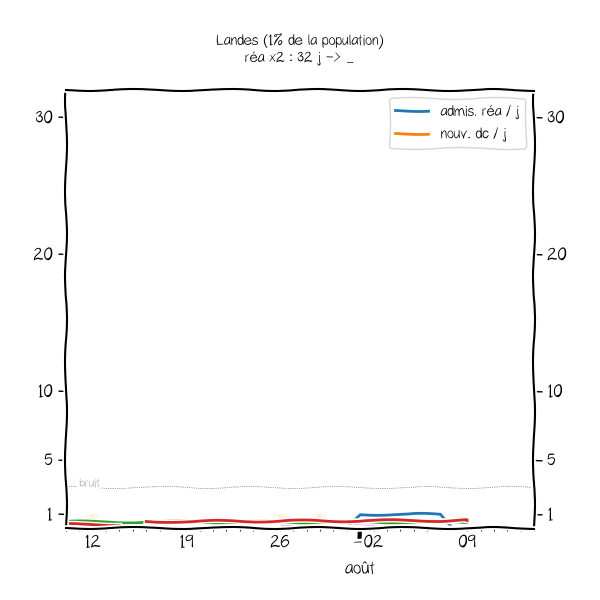 Landes (1% de la population)
réa x2 : 32 j -> _
admis. réa / j
nouv. dc / j
30
30
20
20
10
10
5
5
bruit
1
1
12
19
26
02
09
août